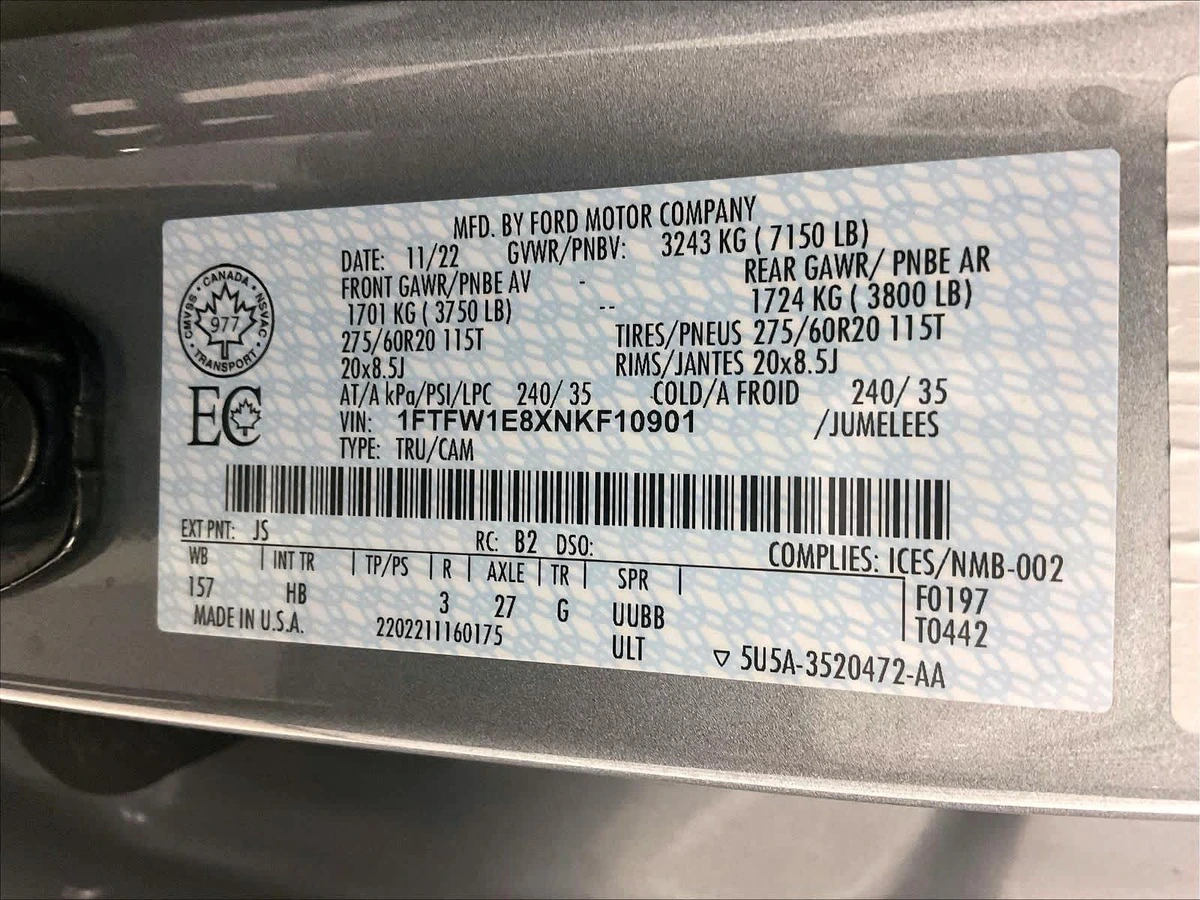 MFD. BY FORD MOTOR COMPANY
DATE: 11/22 GVWR/PNBV: 3243 KG ( 7150 LB)
FRONT GAWR/PNBE AV - REAR GAWR/ PNBE AR
1701 KG ( 3750 LB) -- 1724 KG ( 3800 LB)
275/60R20 115T TIRES/PNEUS 275/60R20 115T
20x8.5J RIMS/JANTES 20x8.5J
AT/A kPa/PSI/LPC 240/ 35 COLD/A FROID 240/ 35
VIN: 1FTFW1E8XNKF10901 /JUMELEES
TYPE: TRU/CAM
CANADA
CMVSS NSVAC
977
TRANSPORT
EC
EXT PNT: JS RC: B2 DSO:
COMPLIES: ICES/NMB-002
WB | INT TR | TP/PS | R | AXLE | TR | SPR |
157 HB 3 27 G UUBB
F0197
T0442
MADE IN U.S.A. 2202211160175 ULT
▽ 5U5A-3520472-AA